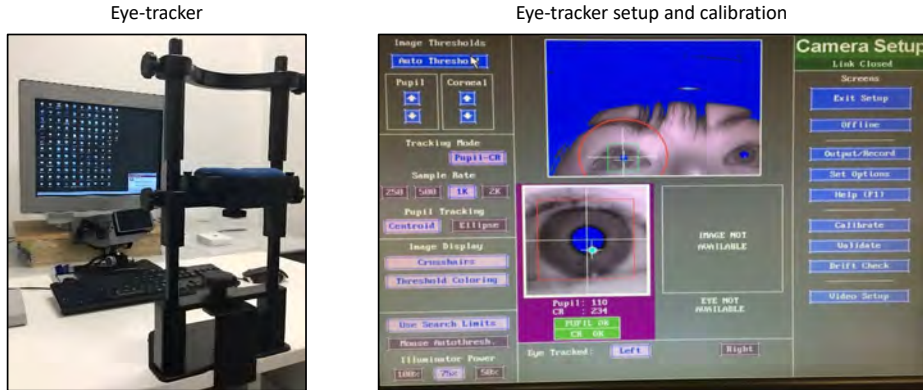 Eye-tracker
Eye-tracker setup and calibration
Image Thresholds
Auto Threshold
Pupil
Corneal
Tracking Mode
Pupil-CR
Sample Rate
250 500 1K 2K
Pupil Tracking
Centroid Ellipse
Image Display
Crosshairs
Threshold Coloring
Use Search Limits
Mouse Autothresh.
Illuminator Power
100% 75% 50%
Pupil: 110
CR : 234
PUPIL OK
CR OK
Eye Tracked: Left Right
IMAGE NOT
AVAILABLE
EYE NOT
AVAILABLE
Camera Setup
Link Closed
Screens
Exit Setup
Offline
Output/Record
Set Options
Help (F1)
Calibrate
Validate
Drift Check
Video Setup